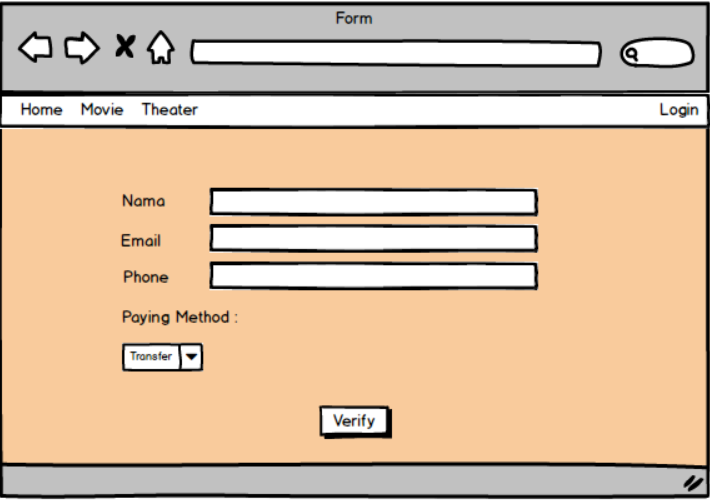 Form
Home Movie Theater Login
Nama
Email
Phone
Paying Method :
Transfer
Verify